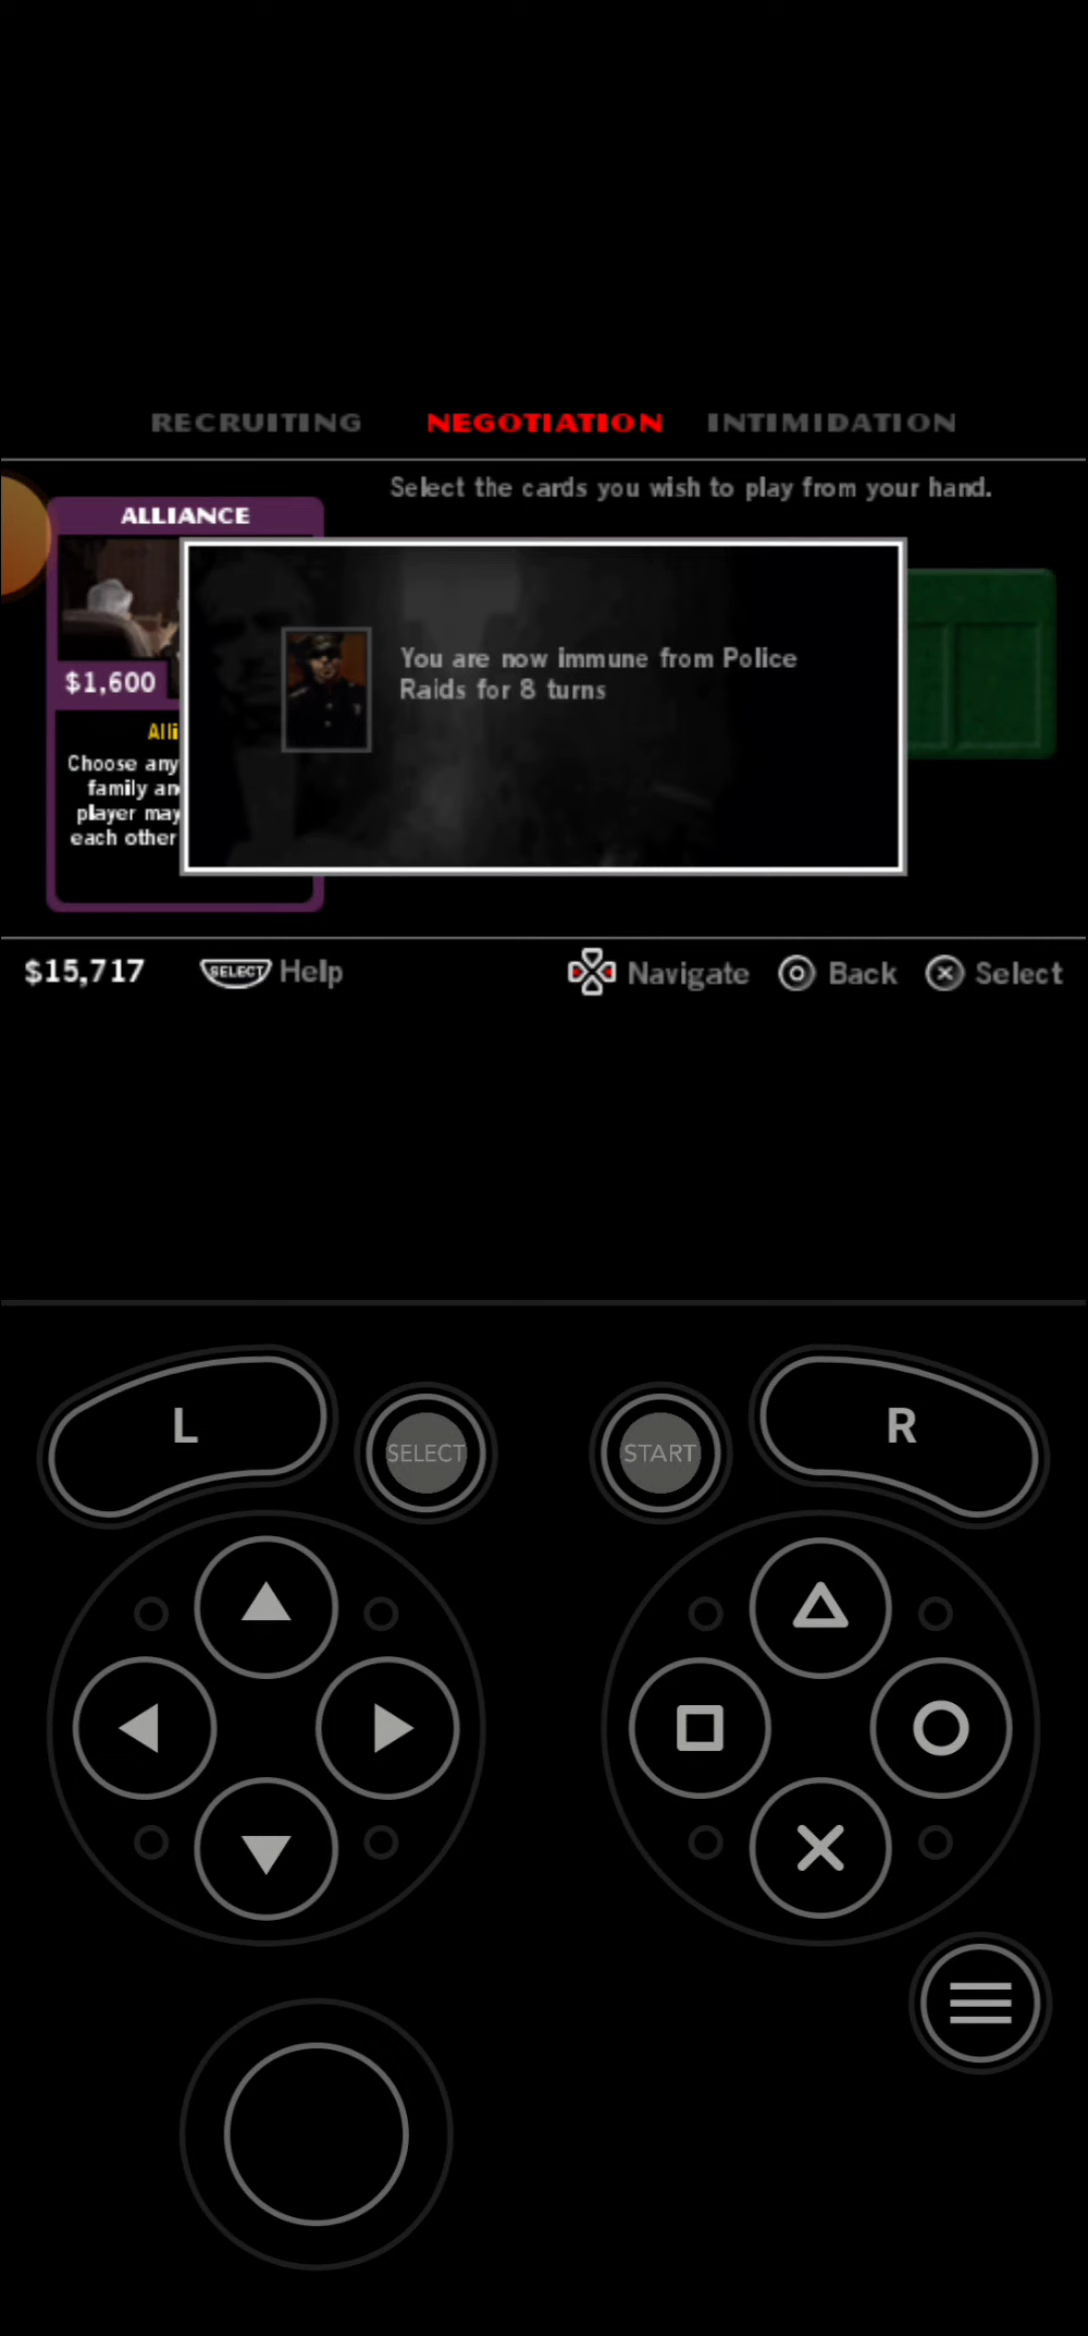 RECRUITING NEGOTIATION INTIMIDATION
Select the cards you wish to play from your hand.
ALLIANCE
$1,600
Alli
Choose any
family an
player may
each other
You are now immune from Police
Raids for 8 turns
$15,717 SELECT Help Navigate Back Select
L SELECT START R